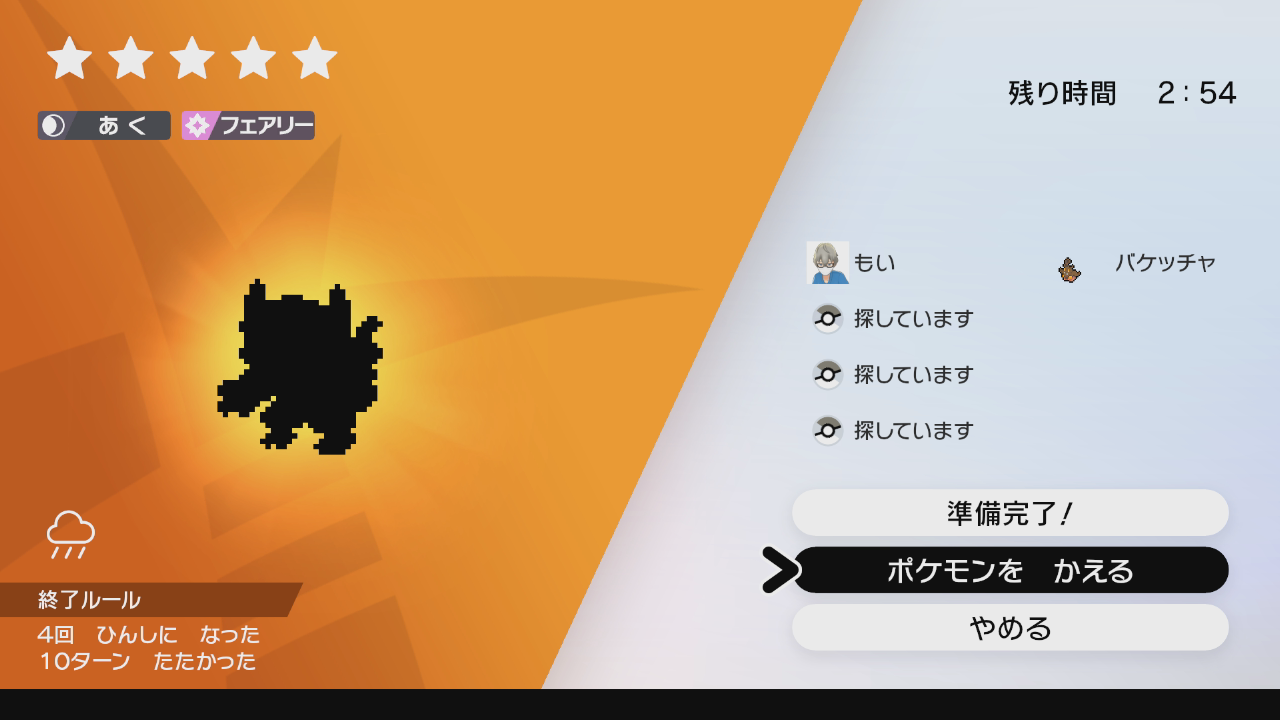 あく フェアリー
残り時間 2:54
もい バケッチャ
探しています
探しています
探しています
準備完了!
ポケモンを かえる
やめる
終了ルール
4回 ひんしに なった
10ターン たたかった